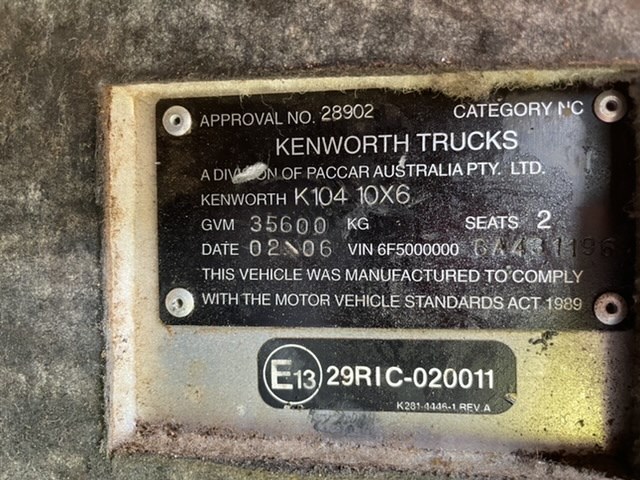 APPROVAL NO. 28902 CATEGORY NC
KENWORTH TRUCKS
A DIVISION OF PACCAR AUSTRALIA PTY. LTD.
KENWORTH K104 10X6
GVM 35600 KG SEATS 2
DATE 02\06 VIN 6F5000000 6A431196
THIS VEHICLE WAS MANUFACTURED TO COMPLY
WITH THE MOTOR VEHICLE STANDARDS ACT 1989
E13 29RIC-020011
K281-4446-1 REV A